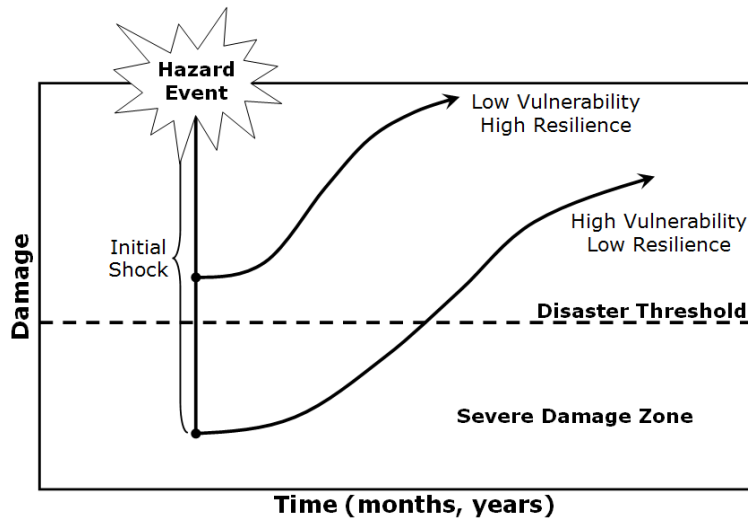 Hazard
Event
Low Vulnerability
High Resilience
High Vulnerability
Low Resilience
Initial
Shock
Damage
Disaster Threshold
Severe Damage Zone
Time (months, years)